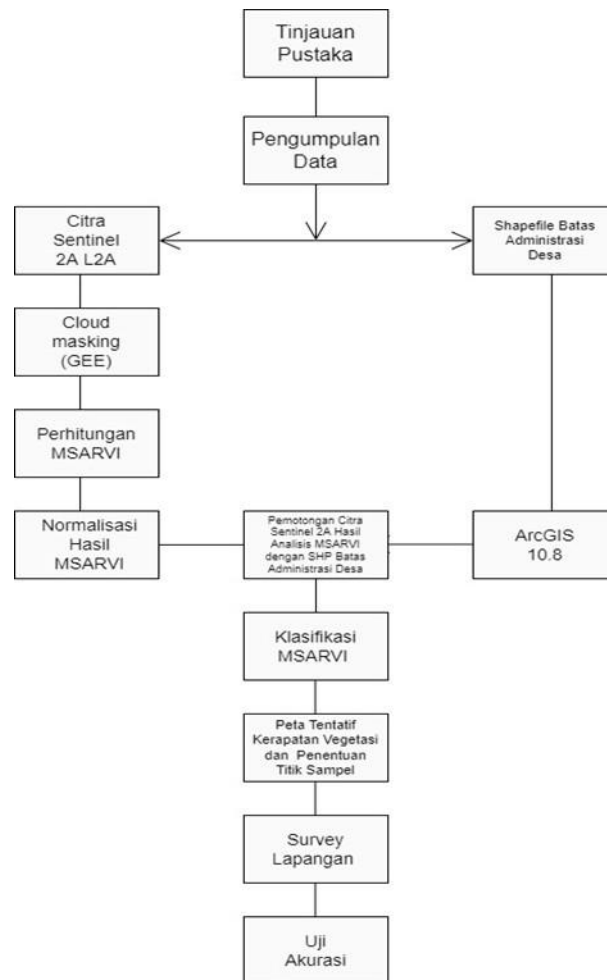 Tinjauan
Pustaka
Pengumpulan
Data
Citra
Sentinel
2A L2A
Shapefile Batas
Administrasi
Desa
Cloud
masking
(GEE)
Perhitungan
MSARVI
Normalisasi
Hasil
MSARVI
Pemotongan Citra
Sentinel 2A Hasil
Analisis MSARVI
dengan SHP Batas
Administrasi Desa
ArcGIS
10.8
Klasifikasi
MSARVI
Peta Tentatif
Kerapatan Vegetasi
dan Penentuan
Titik Sampel
Survey
Lapangan
Uji
Akurasi